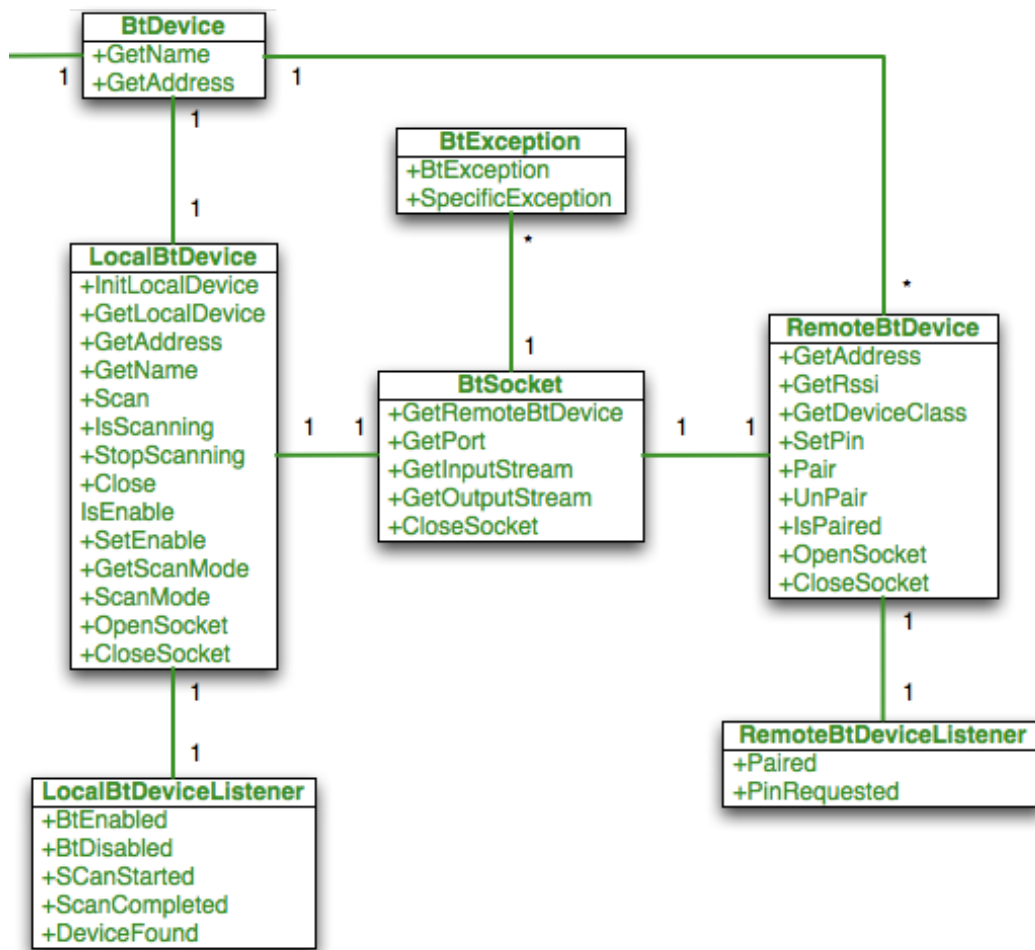 BtDevice
+GetName
+GetAddress
1
1
1
1
BtException
+BtException
+SpecificException
*
1
LocalBtDevice
+InitLocalDevice
+GetLocalDevice
+GetAddress
+GetName
+Scan
+IsScanning
+StopScanning
+Close
IsEnable
+SetEnable
+GetScanMode
+ScanMode
+OpenSocket
+CloseSocket
1 1
BtSocket
+GetRemoteBtDevice
+GetPort
+GetInputStream
+GetOutputStream
+CloseSocket
1 1
*
RemoteBtDevice
+GetAddress
+GetRssi
+GetDeviceClass
+SetPin
+Pair
+UnPair
+IsPaired
+OpenSocket
+CloseSocket
1
1
RemoteBtDeviceListener
+Paired
+PinRequested
1
1
LocalBtDeviceListener
+BtEnabled
+BtDisabled
+SCanStarted
+ScanCompleted
+DeviceFound